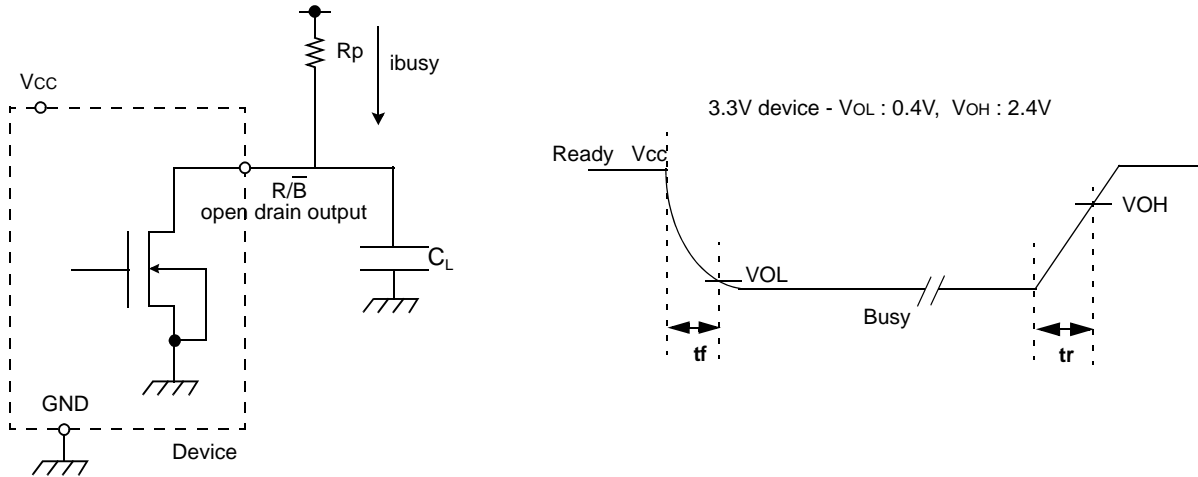 Rp
ibusy
VCC
R/B̅
open drain output
CL
GND
Device
3.3V device - VOL : 0.4V, VOH : 2.4V
Ready Vcc
VOH
VOL
Busy
tf
tr